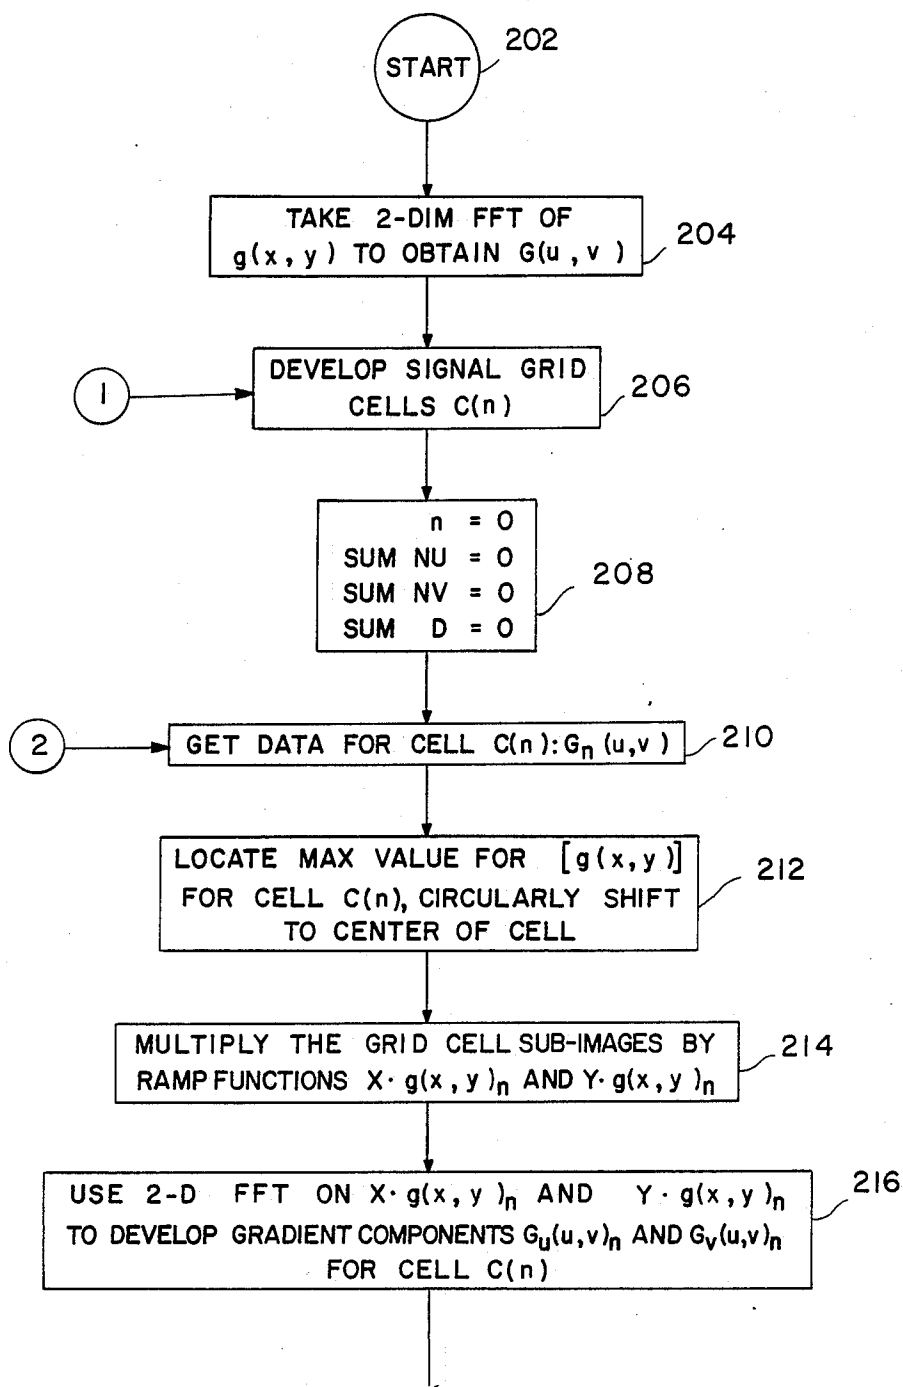 START
202
TAKE 2-DIM FFT OF
g(x,y) TO OBTAIN G(u,v)
204
1
DEVELOP SIGNAL GRID
CELLS C(n)
206
n = 0
SUM NU = 0
SUM NV = 0
SUM D = 0
208
2
GET DATA FOR CELL C(n): Gn (u,v)
210
LOCATE MAX VALUE FOR [g(x,y)]
FOR CELL C(n), CIRCULARLY SHIFT
TO CENTER OF CELL
212
MULTIPLY THE GRID CELL SUB-IMAGES BY
RAMP FUNCTIONS X·g(x,y)n AND Y·g(x,y)n
214
USE 2-D FFT ON X·g(x,y)n AND Y·g(x,y)n
TO DEVELOP GRADIENT COMPONENTS Gu(u,v)n AND Gv(u,v)n
FOR CELL C(n)
216